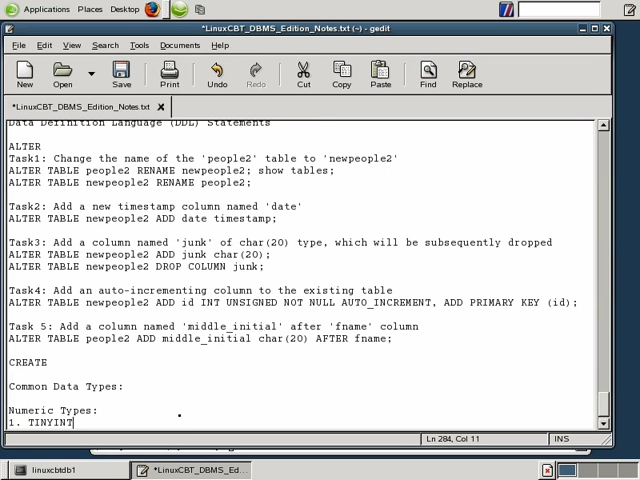 Applications Places Desktop
*LinuxCBT_DBMS_Edition_Notes.txt (~) - gedit
File Edit View Search Tools Documents Help
New Open Save Print Undo Redo Cut Copy Paste Find Replace
*LinuxCBT_DBMS_Edition_Notes.txt
Data Definition Language (DDL) Statements
ALTER
Task1: Change the name of the 'people2' table to 'newpeople2'
ALTER TABLE people2 RENAME newpeople2; show tables;
ALTER TABLE newpeople2 RENAME people2;
Task2: Add a new timestamp column named 'date'
ALTER TABLE newpeople2 ADD date timestamp;
Task3: Add a column named 'junk' of char(20) type, which will be subsequently dropped
ALTER TABLE newpeople2 ADD junk char(20);
ALTER TABLE newpeople2 DROP COLUMN junk;
Task4: Add an auto-incrementing column to the existing table
ALTER TABLE newpeople2 ADD id INT UNSIGNED NOT NULL AUTO_INCREMENT, ADD PRIMARY KEY (id);
Task 5: Add a column named 'middle_initial' after 'fname' column
ALTER TABLE people2 ADD middle_initial char(20) AFTER fname;
CREATE
Common Data Types:
Numeric Types:
1. TINYINT
Ln 284, Col 11 INS
linuxcbtdb1 *LinuxCBT_DBMS_Ed...